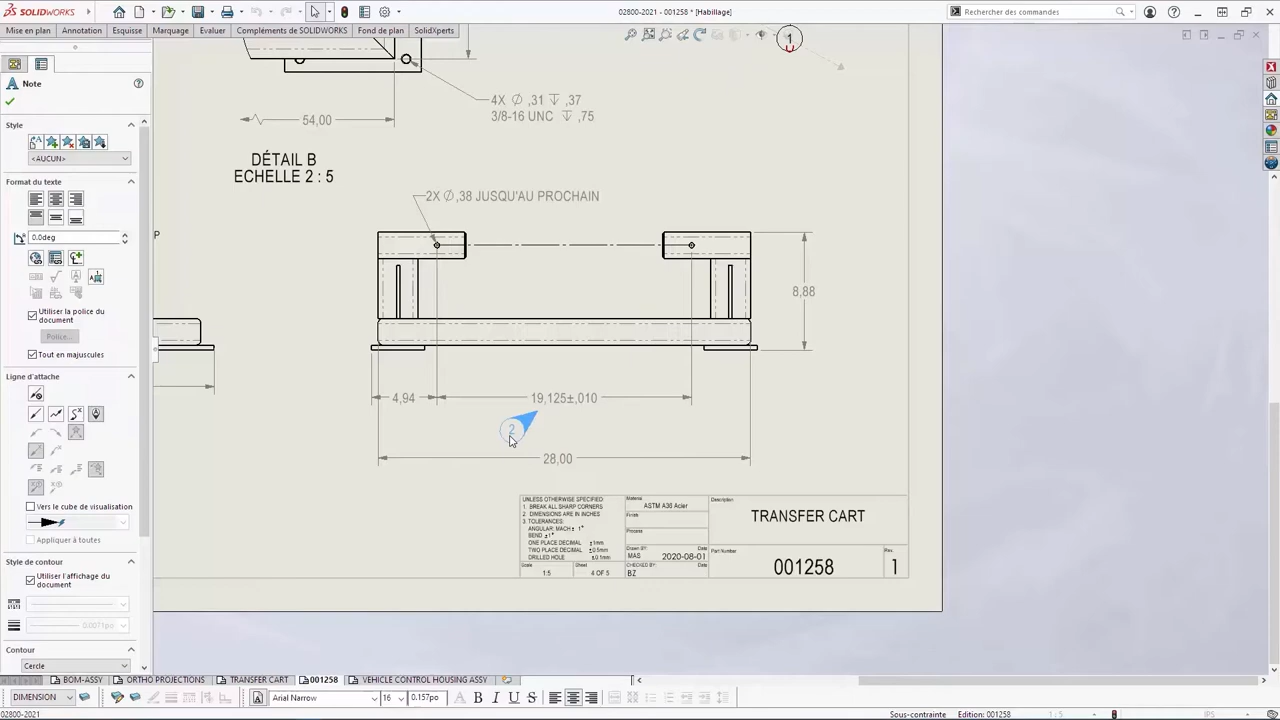 SOLIDWORKS
02800-2021 - 001258 * [Habillage]
Rechercher des commandes
Mise en plan
Annotation
Esquisse
Marquage
Evaluer
Compléments de SOLIDWORKS
Fond de plan
SolidXperts
Note
Style
<AUCUN>
Format du texte
0.0deg
Utiliser la police du document
Police...
Tout en majuscules
Ligne d'attache
Vers le cube de visualisation
Appliquer à toutes
Style de contour
Utiliser l'affichage du document
0.0071po
Contour
Cercle
1
4X Ø ,31 ↧ ,37
3/8-16 UNC ↧ ,75
54,00
DÉTAIL B
ECHELLE 2 : 5
2X Ø,38 JUSQU'AU PROCHAIN
P
8,88
4,94
19,125±,010
2
28,00
UNLESS OTHERWISE SPECIFIED
1. BREAK ALL SHARP CORNERS
2 DIMENSIONS ARE IN INCHES
3. TOLERANCES:
ANGULAR: MACH± 1°
BEND ±1°
ONE PLACE DECIMAL ±1mm
TWO PLACE DECIMAL ±0.5mm
DRILLED HOLE ±0.1mm
Scale
1:5
Sheet
4 OF 5
Material
ASTM A36 Acier
Finish
Process
Drawn BY:
MAS
Date
2020-08-01
CHECKED BY:
BZ
Date
Description
TRANSFER CART
Part Number
001258
Rev.
1
BOM-ASSY
ORTHO PROJECTIONS
TRANSFER CART
001258
VEHICLE CONTROL HOUSING ASSY
DIMENSION
Arial Narrow
16
0.157po
02800-2021
Sous-contrainte
Edition: 001258
1 : 5
IPS